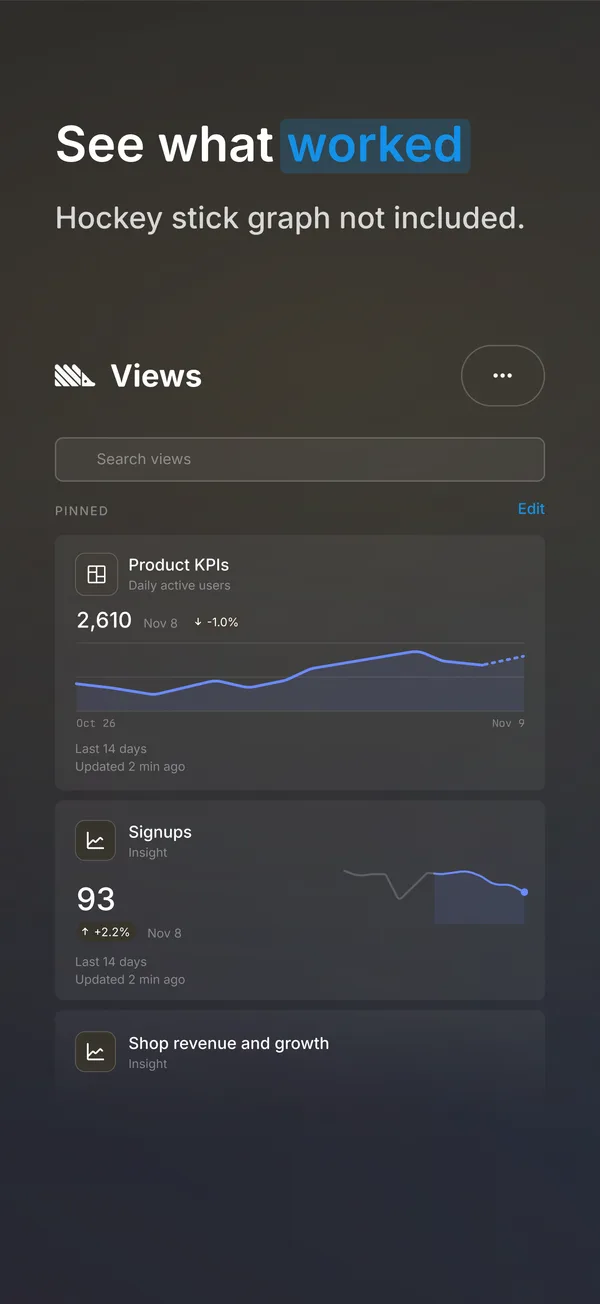 See what worked
Hockey stick graph not included.
Views
Search views
PINNED
Edit
Product KPIs
Daily active users
2,610 Nov 8 ↓ -1.0%
Oct 26 Nov 9
Last 14 days
Updated 2 min ago
Signups
Insight
93
↑ +2.2% Nov 8
Last 14 days
Updated 2 min ago
Shop revenue and growth
Insight